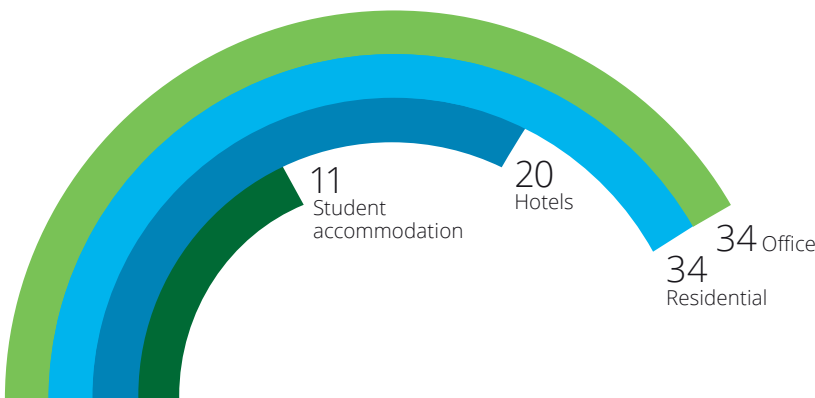 11
Student
accommodation
20
Hotels
34 Office
34
Residential